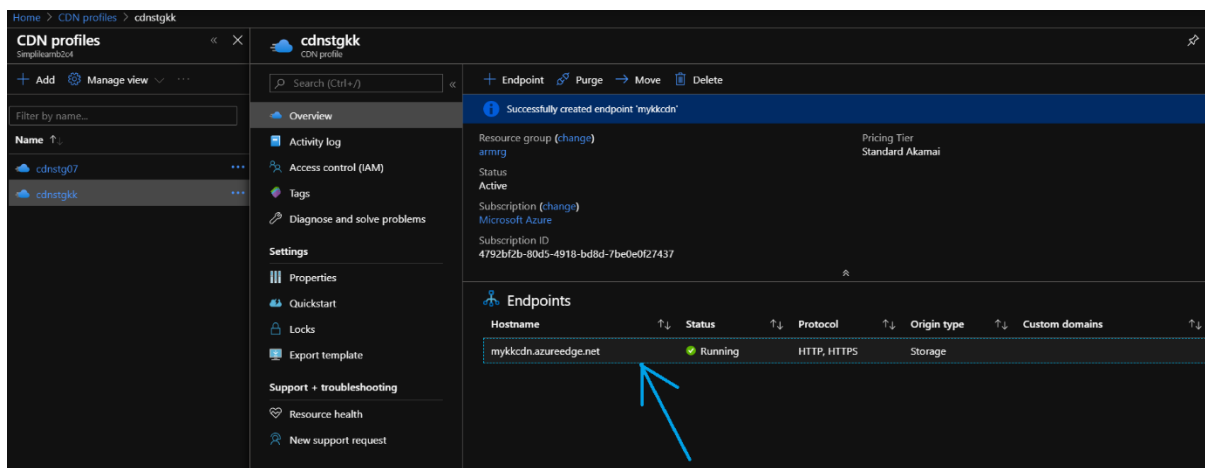 Home > CDN profiles > cdnstgkk
CDN profiles
Simplilearnb2c4
+ Add Manage view ...
Filter by name...
Name ↑↓
cdnstg07 ...
cdnstgkk ...
cdnstgkk
CDN profile
Search (Ctrl+/)
Overview
Activity log
Access control (IAM)
Tags
Diagnose and solve problems
Settings
Properties
Quickstart
Locks
Export template
Support + troubleshooting
Resource health
New support request
+ Endpoint Purge → Move Delete
Successfully created endpoint 'mykkcdn'
Resource group (change)
armrg
Status
Active
Subscription (change)
Microsoft Azure
Subscription ID
4792bf2b-80d5-4918-bd8d-7be0e0f27437
Pricing Tier
Standard Akamai
Endpoints
Hostname ↑↓ Status ↑↓ Protocol ↑↓ Origin type ↑↓ Custom domains ↑↓
mykkcdn.azureedge.net Running HTTP, HTTPS Storage